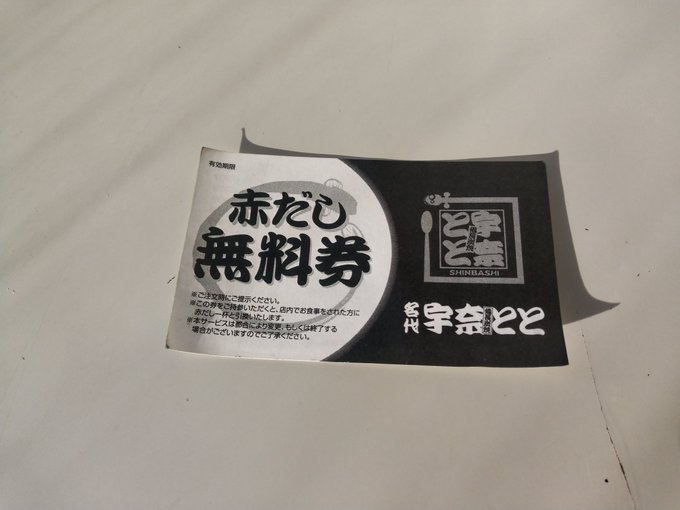 有効期限
赤だし
無料券
※ご注文時にご提示ください。
※この券をご持参いただくと、店内でお食事をされた方に
赤だし一杯と引換いたします。
※本サービスは都合により変更、もしくは終了する
場合がございますのでご了承ください。
宇奈
とと
SHINBASHI
名代 宇奈とと